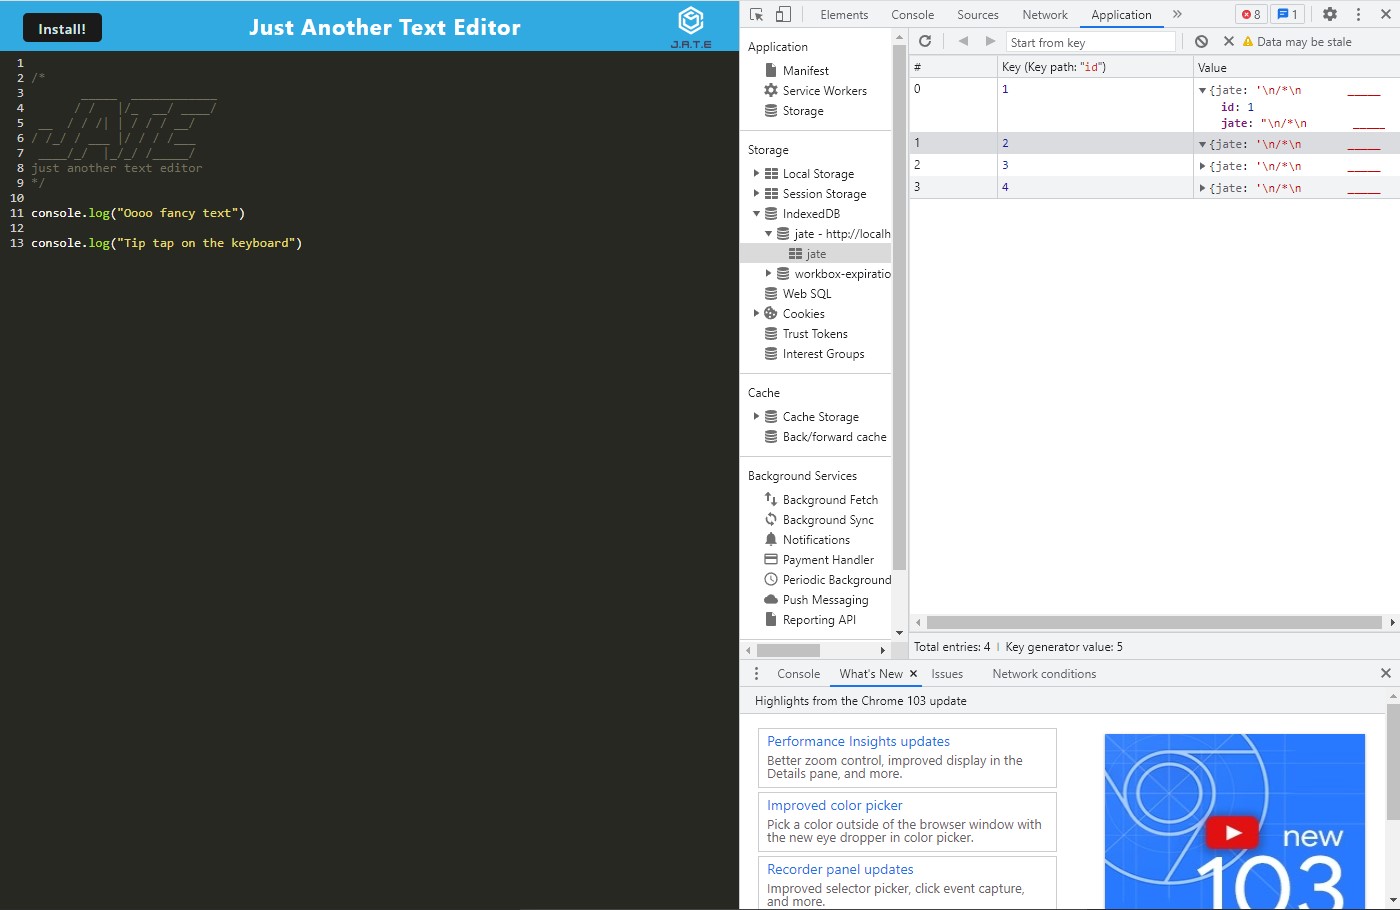 Install!
Just Another Text Editor
J.A.T.E
1
2 /*
3       _____  ____________
4      / /   |/_  __/ ____/
5 __  / / /| | / / / __/
6 / /_/ / ___ |/ / / /___
7 ____/_/  |_/_/ /_____/
8 just another text editor
9 */
10
11 console.log("Oooo fancy text")
12
13 console.log("Tip tap on the keyboard")
Elements Console Sources Network Application » 8 1
Application
Manifest
Service Workers
Storage
Storage
Local Storage
Session Storage
IndexedDB
jate - http://localh
jate
workbox-expiratio
Web SQL
Cookies
Trust Tokens
Interest Groups
Cache
Cache Storage
Back/forward cache
Background Services
Background Fetch
Background Sync
Notifications
Payment Handler
Periodic Background
Push Messaging
Reporting API
Start from key
Data may be stale
# Key (Key path: "id") Value
0 1 {jate: '\n/*\n _____
id: 1
jate: "\n/*\n _____
1 2 {jate: '\n/*\n _____
2 3 {jate: '\n/*\n _____
3 4 {jate: '\n/*\n _____
Total entries: 4 | Key generator value: 5
Console What's New × Issues Network conditions
Highlights from the Chrome 103 update
Performance Insights updates
Better zoom control, improved display in the
Details pane, and more.
Improved color picker
Pick a color outside of the browser window with
the new eye dropper in color picker.
Recorder panel updates
Improved selector picker, click event capture,
and more.
new
103